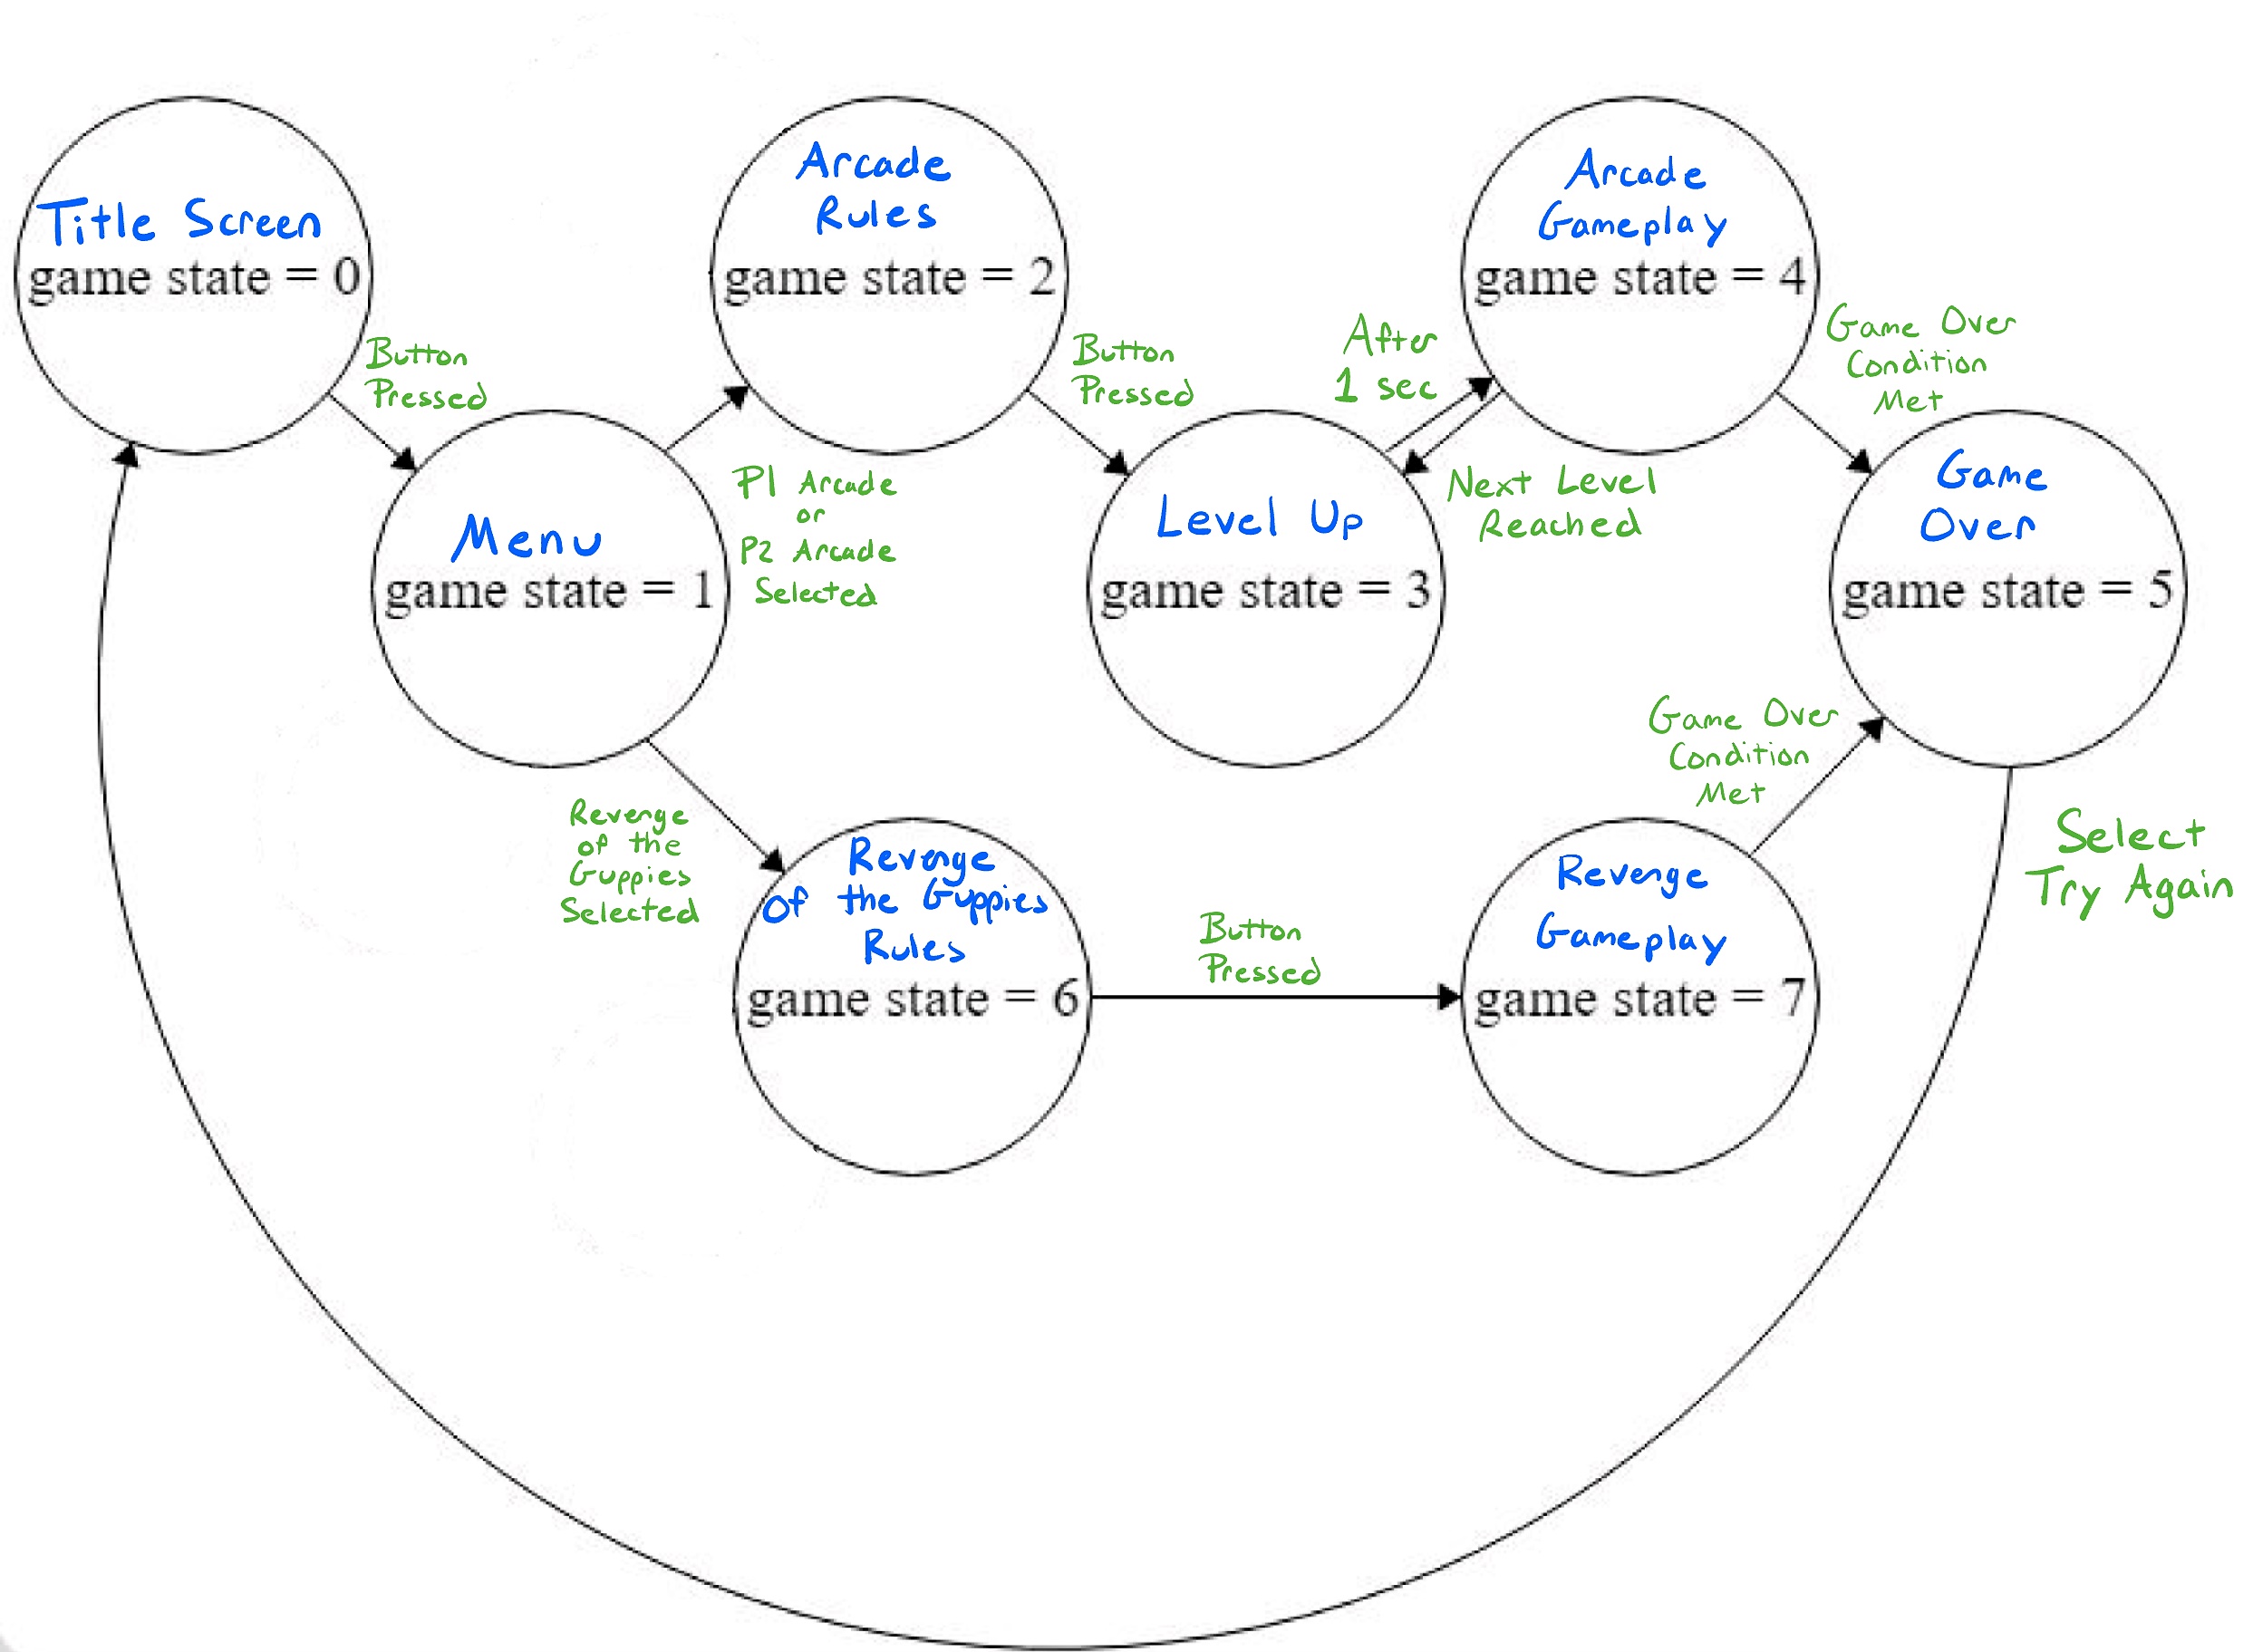 Title Screen
game state = 0
Button
Pressed
Menu
game state = 1
P1 Arcade
or
P2 Arcade
Selected
Arcade
Rules
game state = 2
Button
Pressed
Level Up
game state = 3
After
1 sec
Next Level
Reached
Arcade
Gameplay
game state = 4
Game Over
Condition
Met
Game
Over
game state = 5
Revenge
of the
Guppies
Selected
Revenge
of the Guppies
Rules
game state = 6
Button
Pressed
Revenge
Gameplay
game state = 7
Game Over
Condition
Met
Select
Try Again